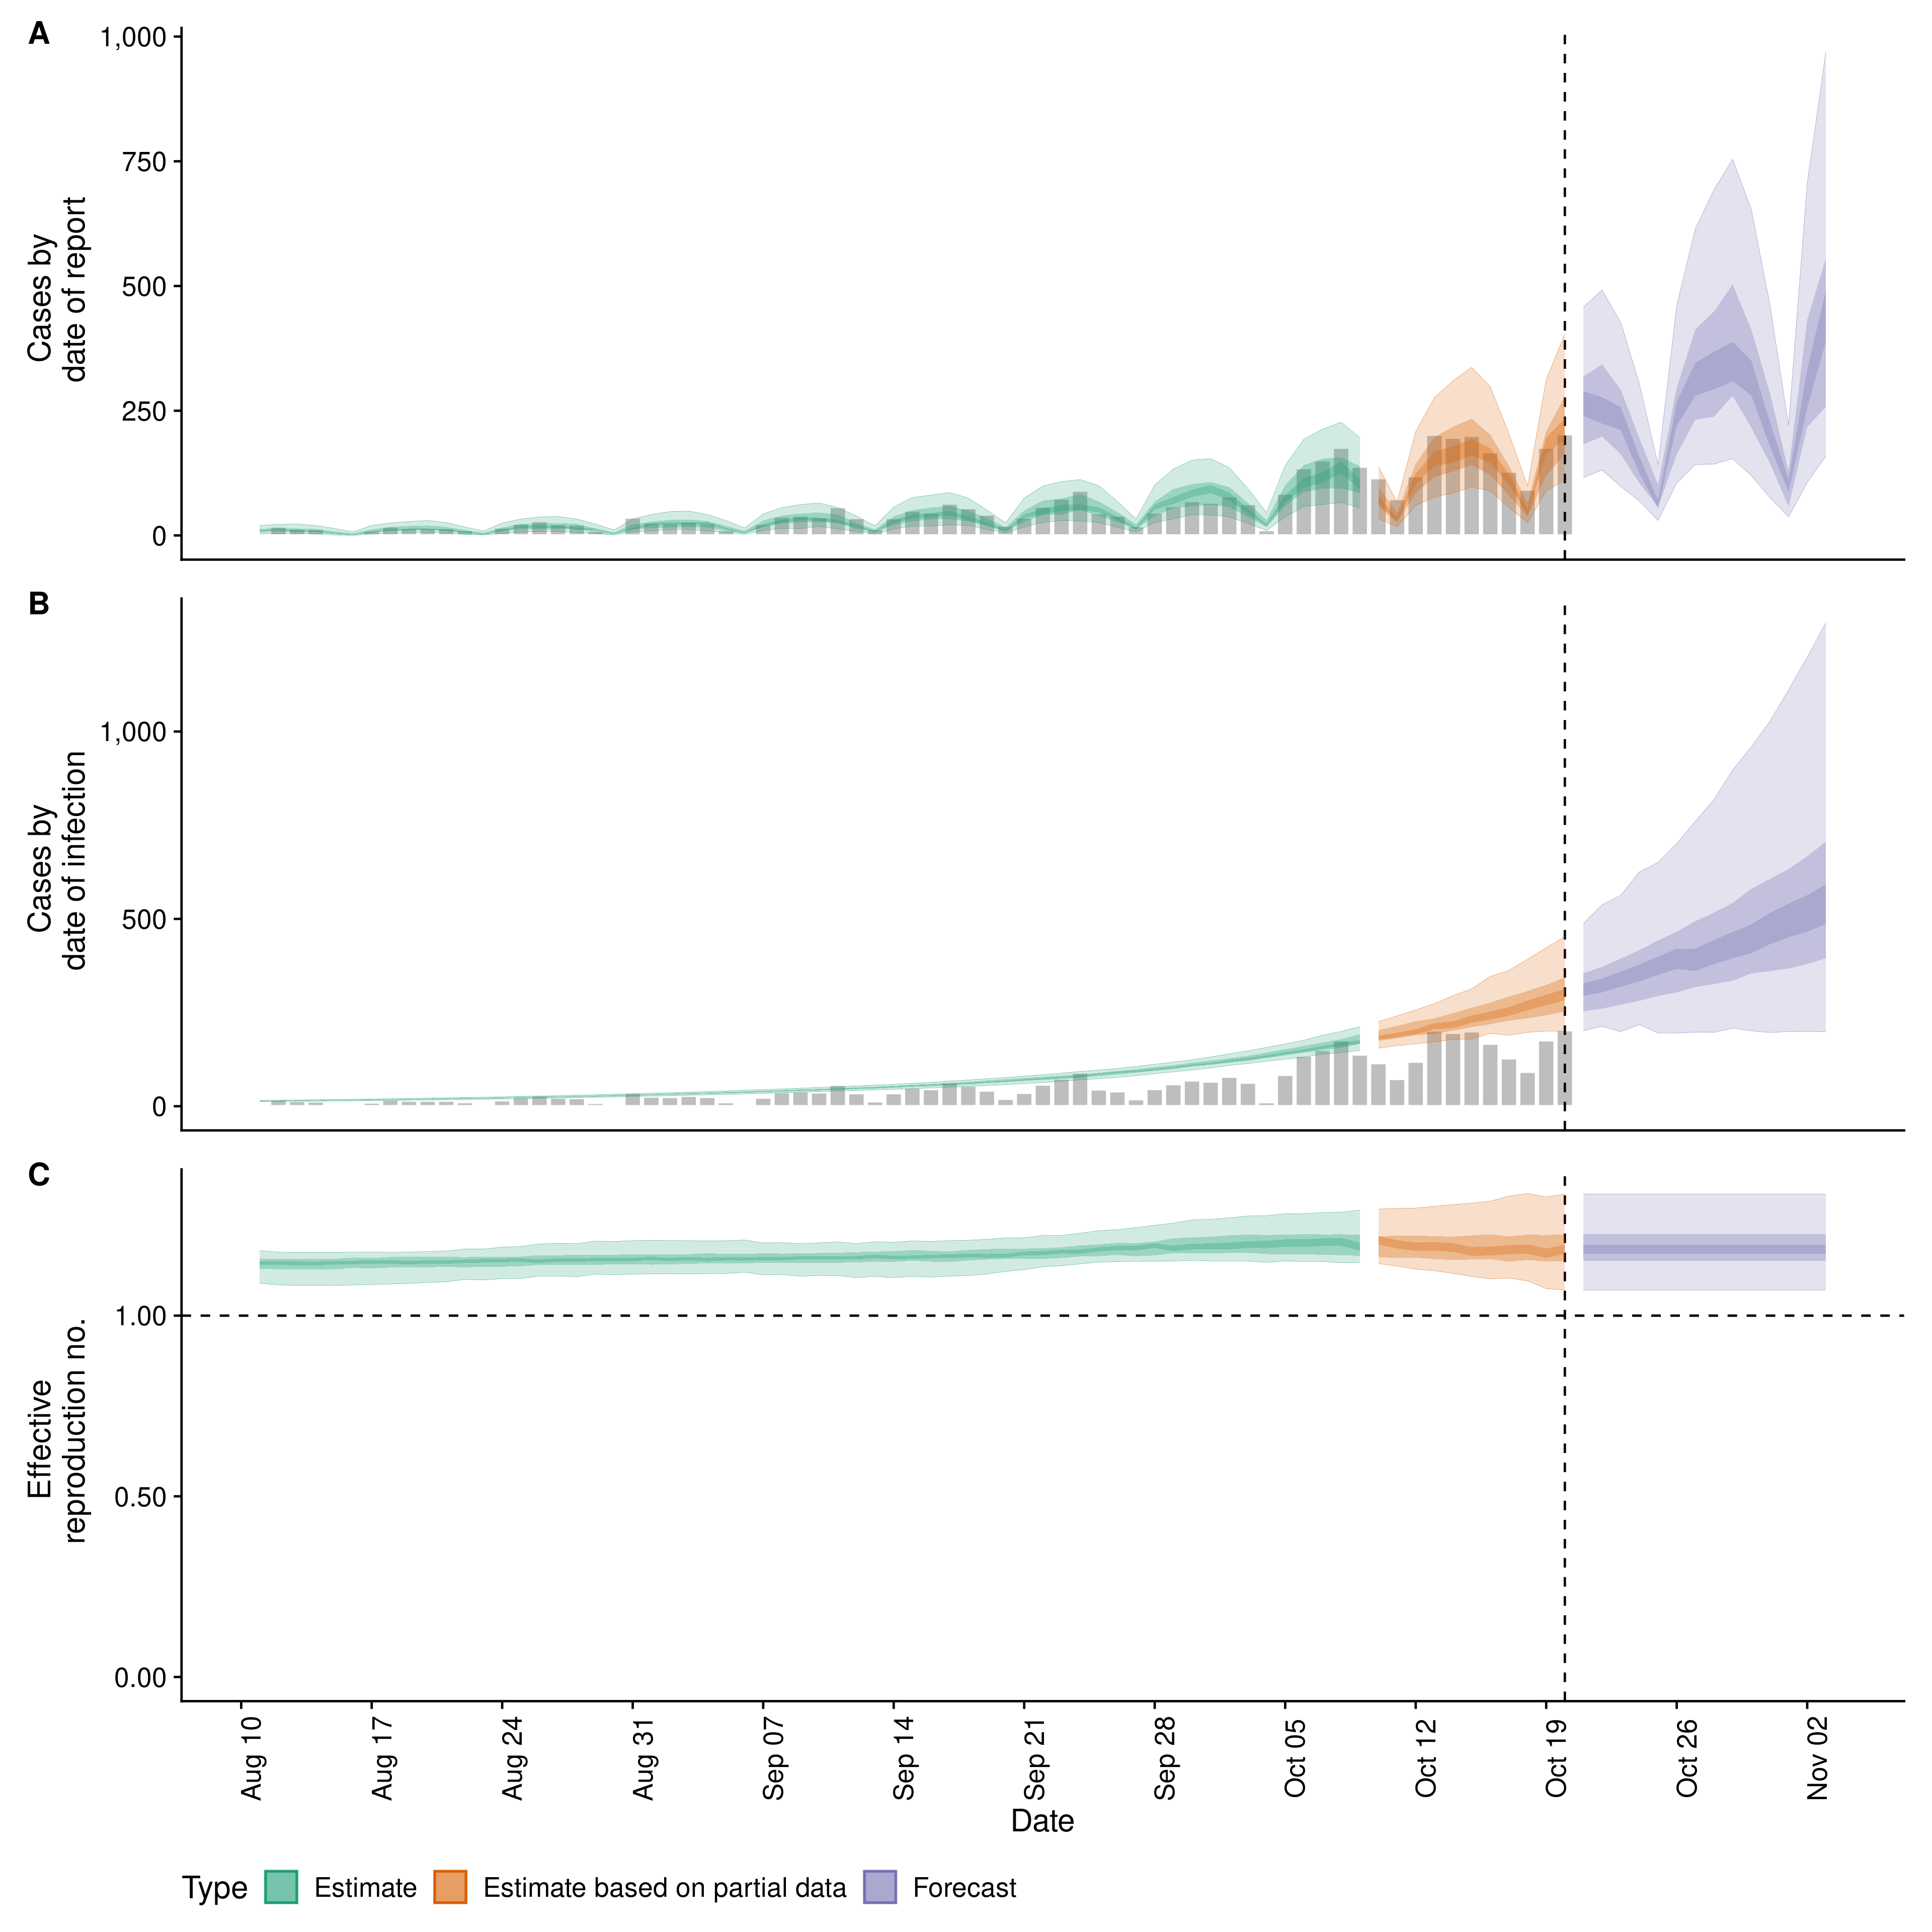 A
1,000
750
500
250
0
Cases by
date of report
B
1,000
500
0
Cases by
date of infection
C
1.00
0.50
0.00
Effective
reproduction no.
Aug 10
Aug 17
Aug 24
Aug 31
Sep 07
Sep 14
Sep 21
Sep 28
Oct 05
Oct 12
Oct 19
Oct 26
Nov 02
Date
Type Estimate Estimate based on partial data Forecast